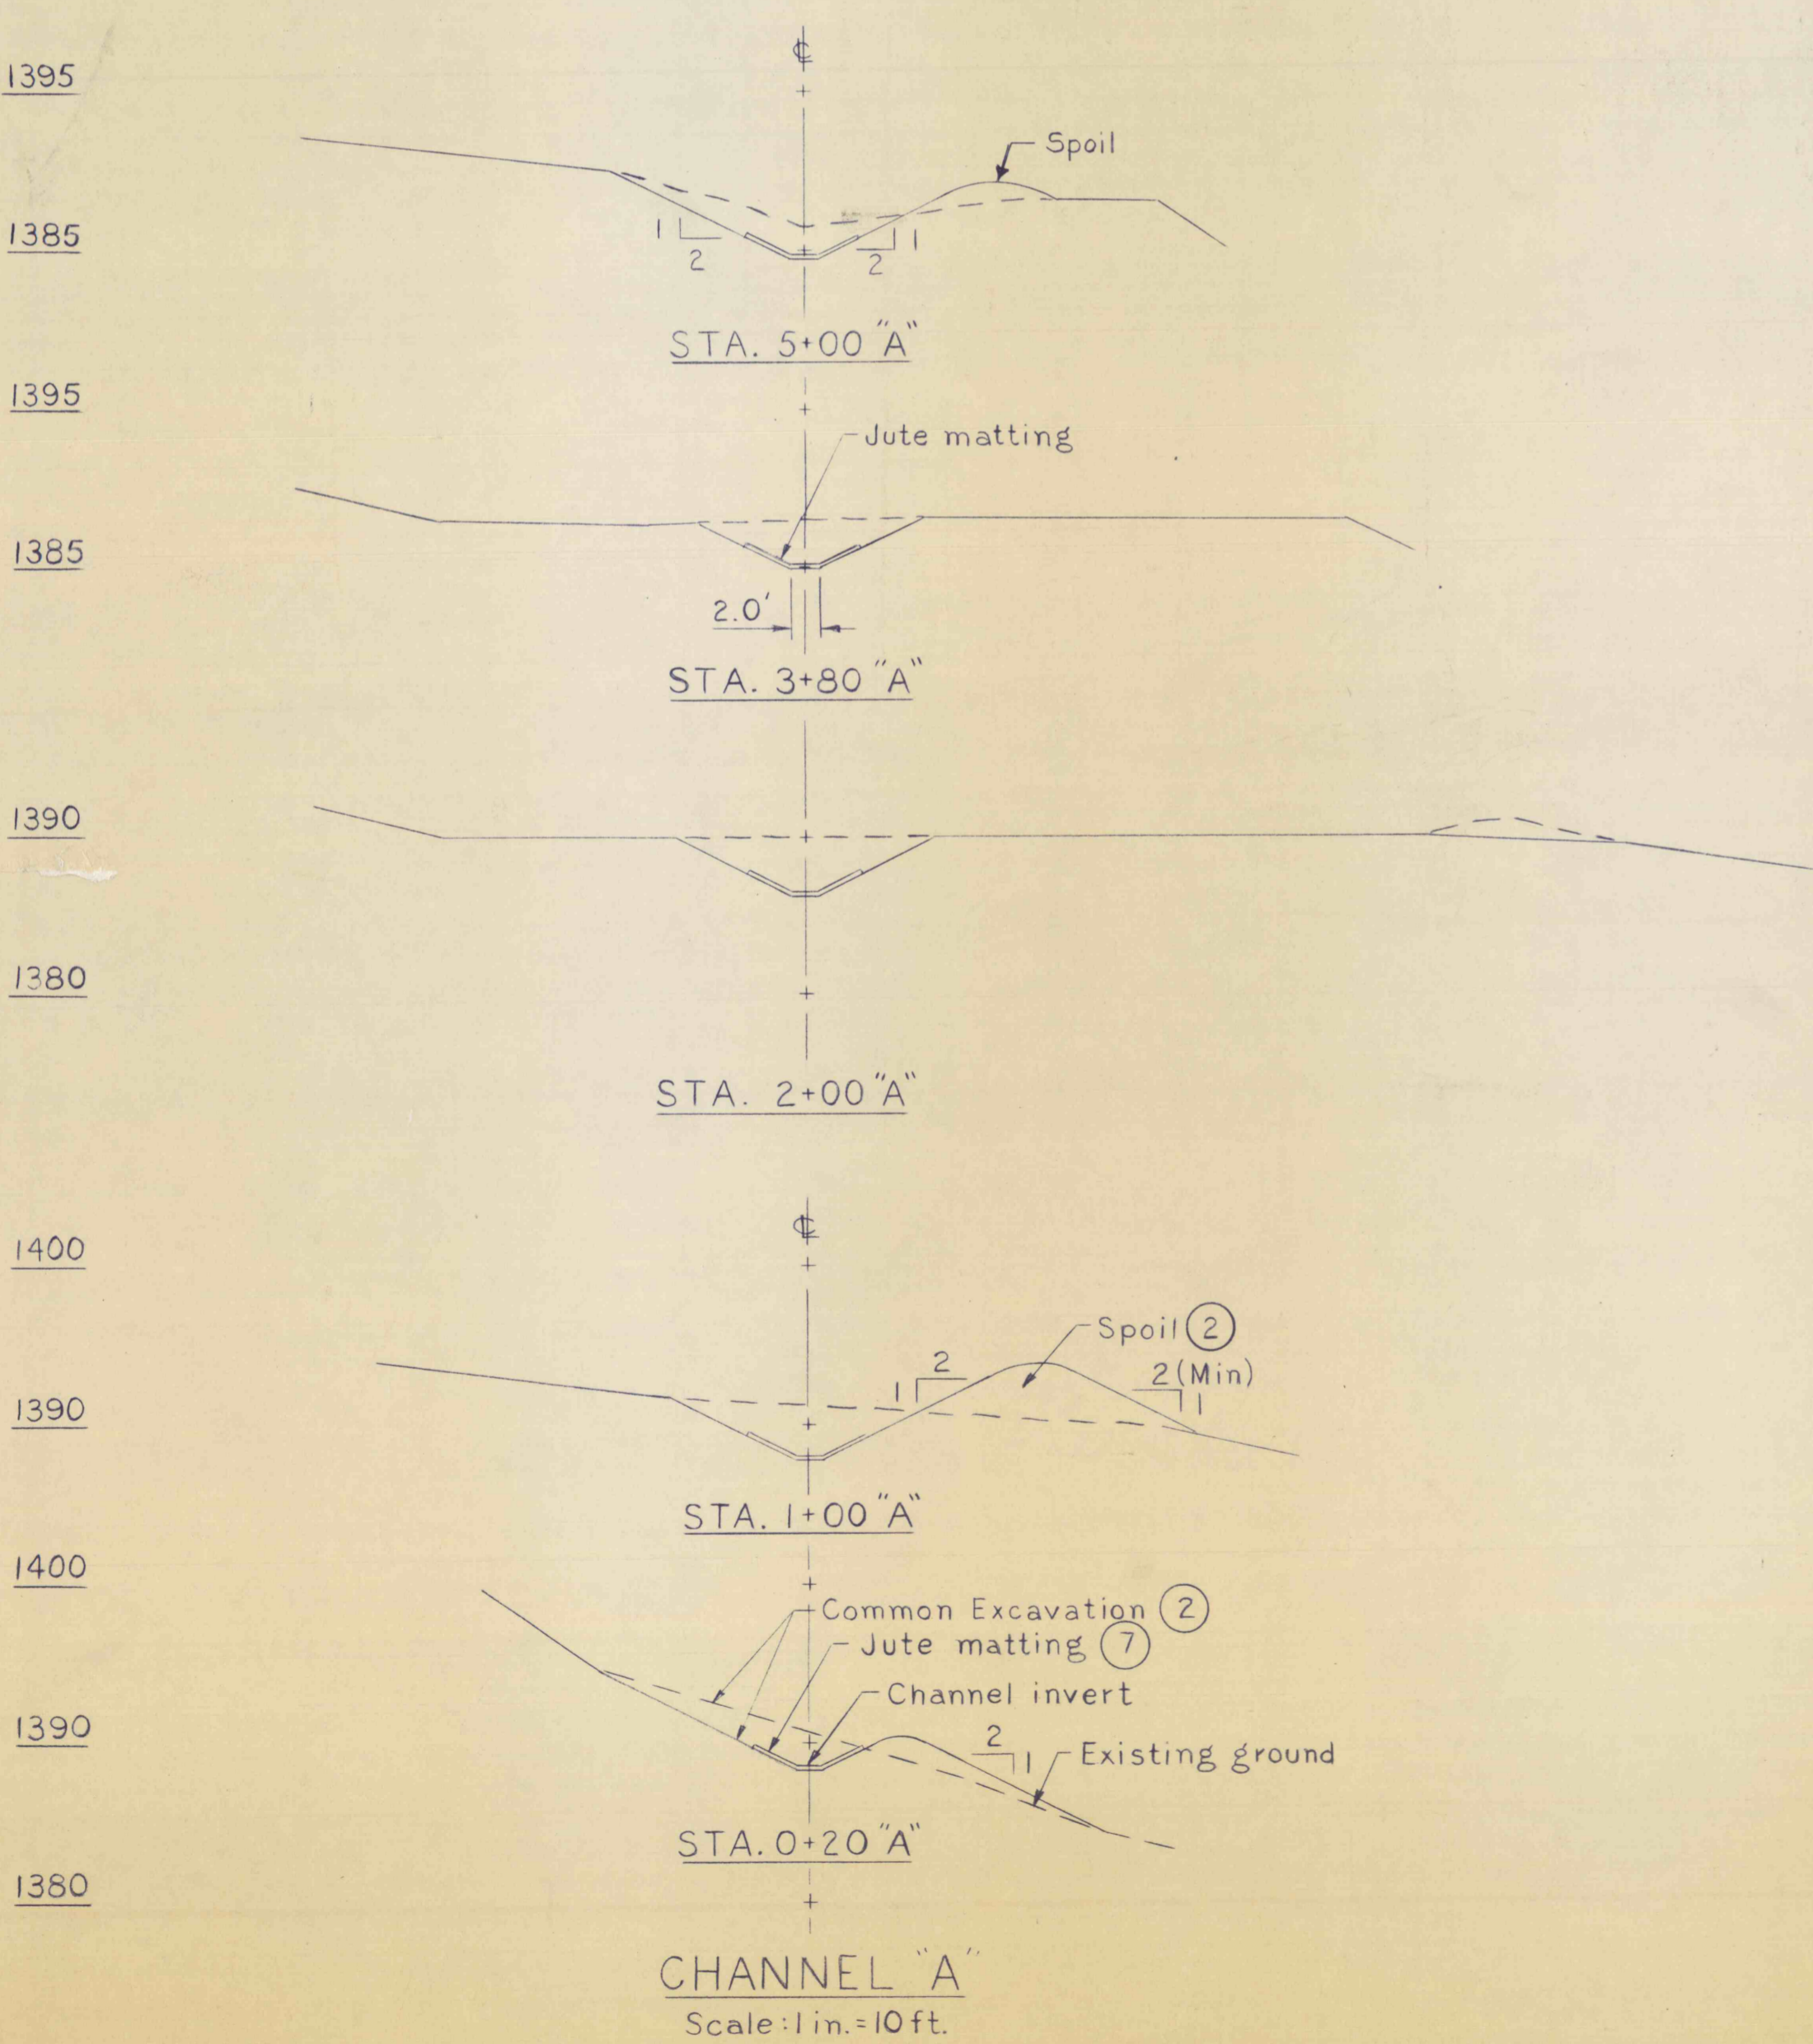 ℄
1395
Spoil
1385
1
2
2
1
STA. 5+00 "A"
1395
Jute matting
1385
2.0'
STA. 3+80 "A"
1390
1380
STA. 2+00 "A"
℄
1400
Spoil 2
2
2 (Min)
1
1
1390
STA. 1+00 "A"
1400
Common Excavation 2
Jute matting 7
Channel invert
1390
2
1
Existing ground
STA. 0+20 "A"
1380
CHANNEL "A"
Scale: 1 in. = 10 ft.